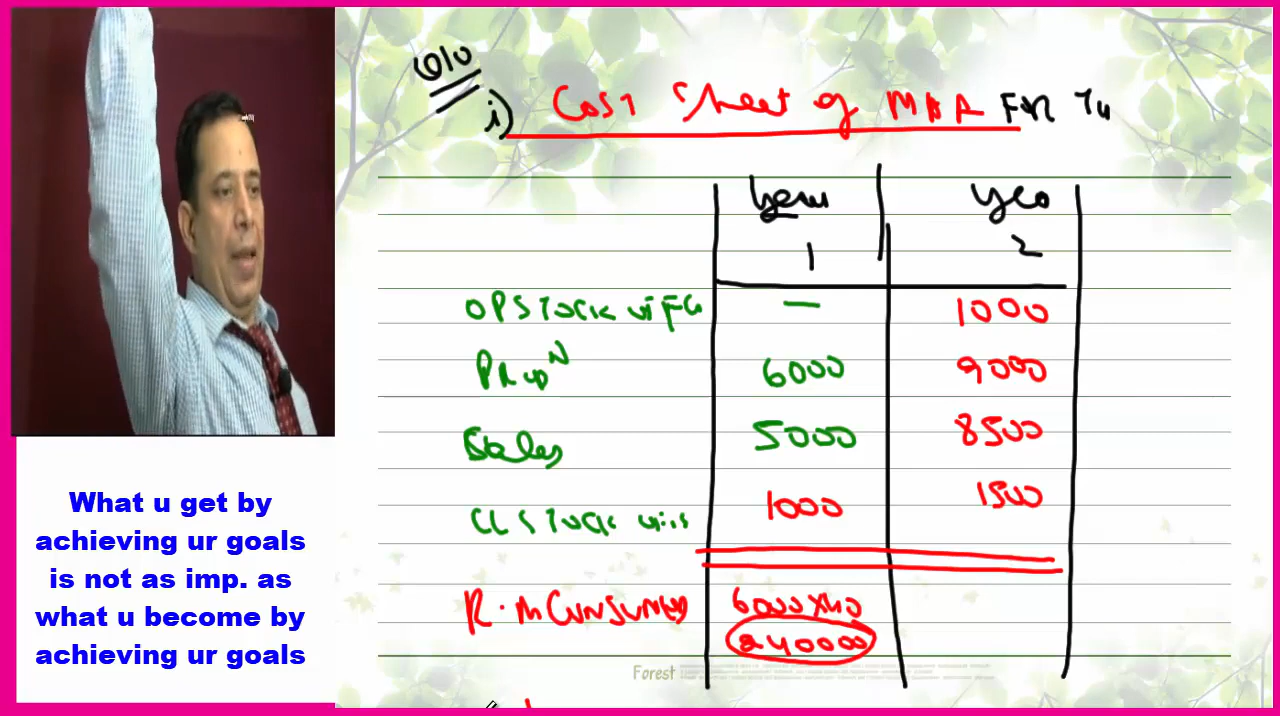 Q10
i) Cost Sheet of MBA For
Year Year
1 2
OP Stock of FG — 1000
Prodn 6000 9000
Sales 5000 8500
CL Stock 1000 1500
R.M Consumed 6000x40
240000
Forest
What u get by
achieving ur goals
is not as imp. as
what u become by
achieving ur goals